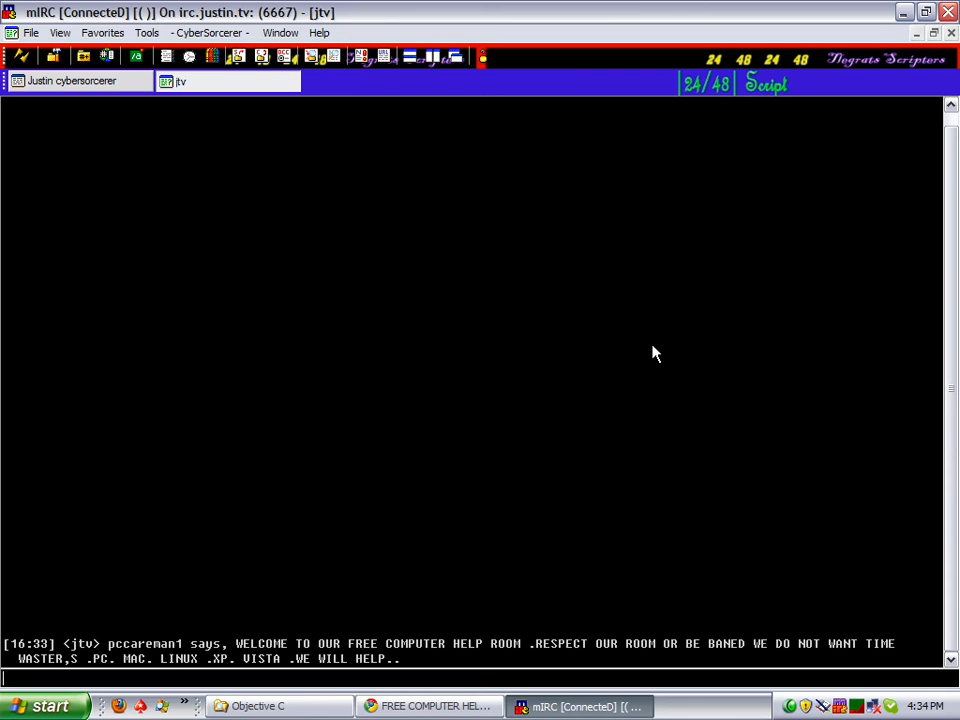 mIRC [ConnecteD] [( )] On irc.justin.tv: (6667) - [jtv]
File View Favorites Tools - CyberSorcerer - Window Help
24 48 24 48 Negrats Scripters
Justin cybersorcerer jtv 24/48 Script
[16:33] <jtv> pccareman1 says, WELCOME TO OUR FREE COMPUTER HELP ROOM .RESPECT OUR ROOM OR BE BANED WE DO NOT WANT TIME
WASTER,S .PC. MAC. LINUX .XP. VISTA .WE WILL HELP..
start » Objective C FREE COMPUTER HEL... mIRC [ConnecteD] [( ... 4:34 PM